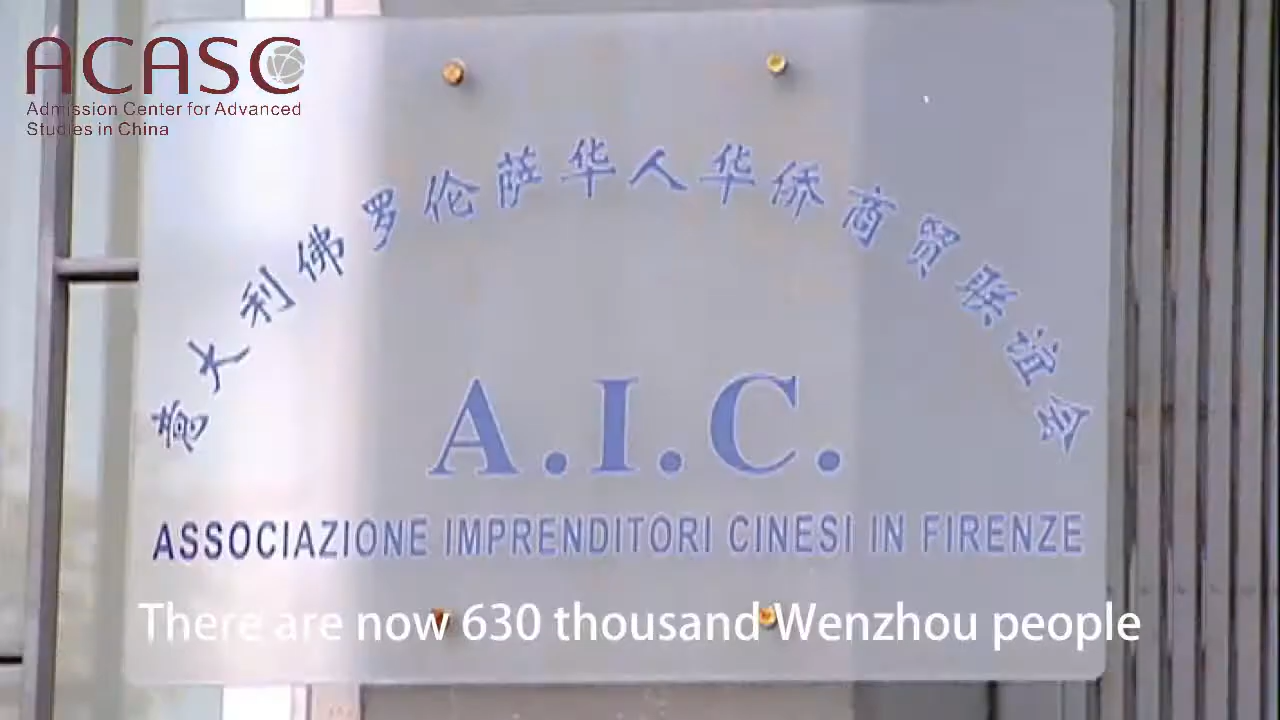 ACASC
Admission Center for Advanced
Studies in China
意大利佛罗伦萨华人华侨商贸联谊会
A.I.C.
ASSOCIAZIONE IMPRENDITORI CINESI IN FIRENZE
There are now 630 thousand Wenzhou people